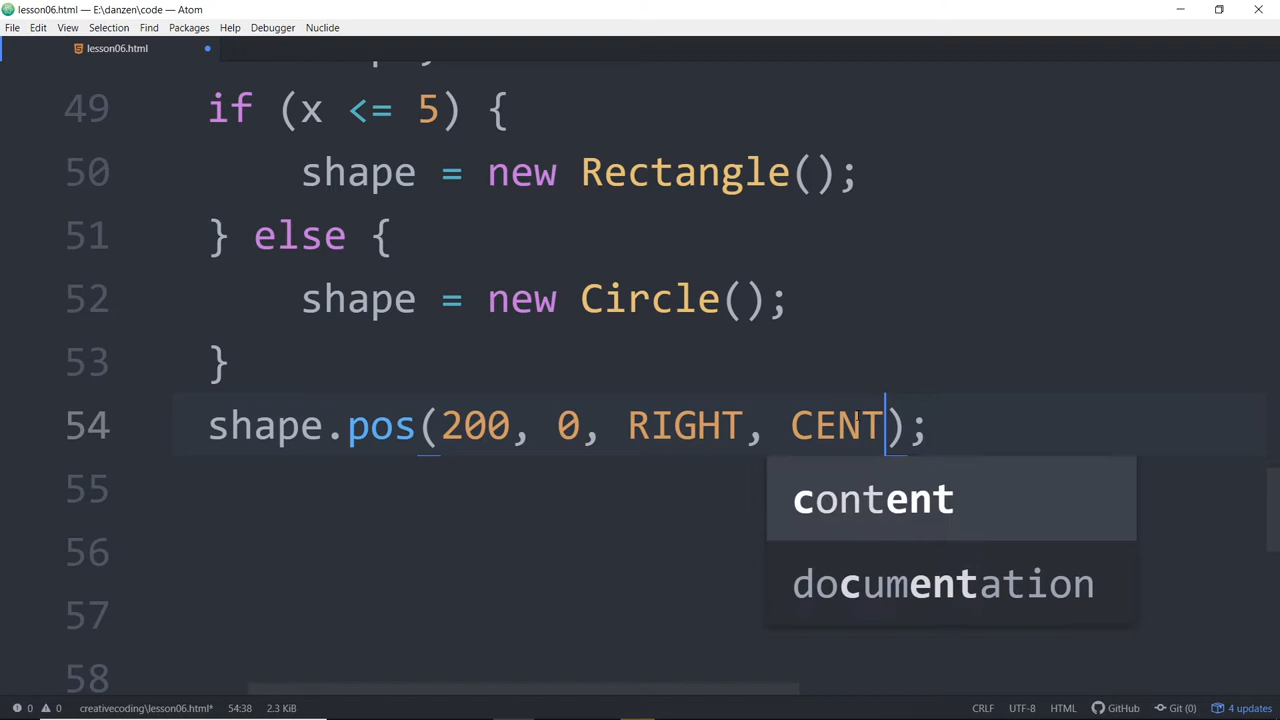 lesson06.html — E:\danzen\code — Atom
File Edit View Selection Find Packages Help Debugger Nuclide
lesson06.html
49 if (x <= 5) {
50 shape = new Rectangle();
51 } else {
52 shape = new Circle();
53 }
54 shape.pos(200, 0, RIGHT, CENT);
55 content
56 documentation
57
58
0 0 creativecoding\lesson06.html* 54:38 2.3 KiB CRLF UTF-8 HTML GitHub Git (0) 4 updates